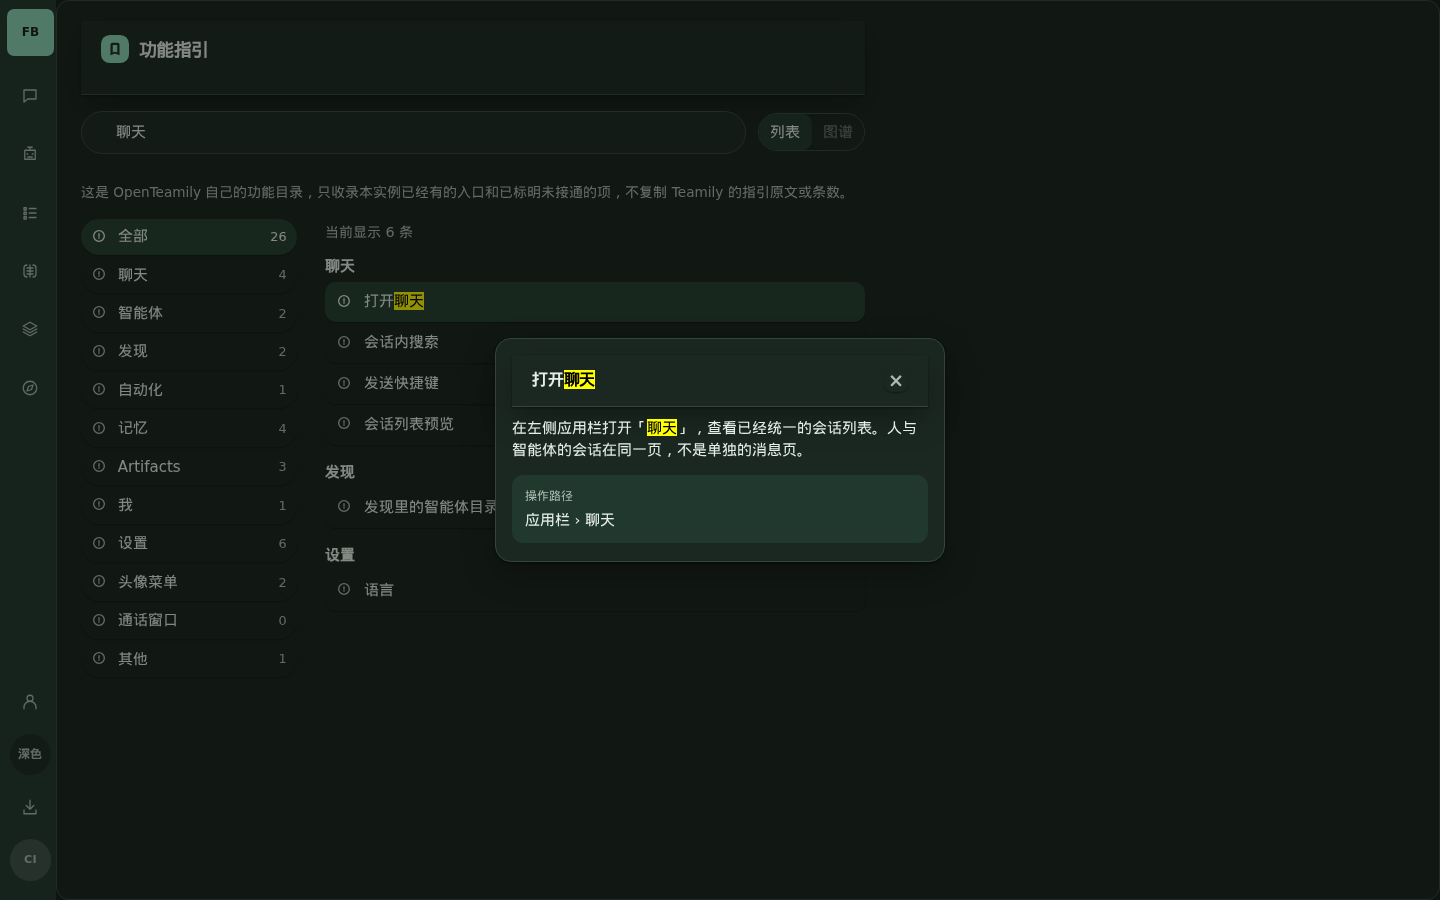 FB
功能指引
聊天
列表 图谱
这是 OpenTeamily 自己的功能目录，只收录本实例已经有的入口和已标明未接通的项，不复制 Teamily 的指引原文或条数。
全部 26
聊天 4
智能体 2
发现 2
自动化 1
记忆 4
Artifacts 3
我 1
设置 6
头像菜单 2
通话窗口 0
其他 1
当前显示 6 条
聊天
打开聊天
会话内搜索
发送快捷键
会话列表预览
发现
发现里的智能体目录
设置
语言
打开聊天 ×
在左侧应用栏打开「聊天」，查看已经统一的会话列表。人与
智能体的会话在同一页，不是单独的消息页。
操作路径
应用栏 › 聊天
深色
CI